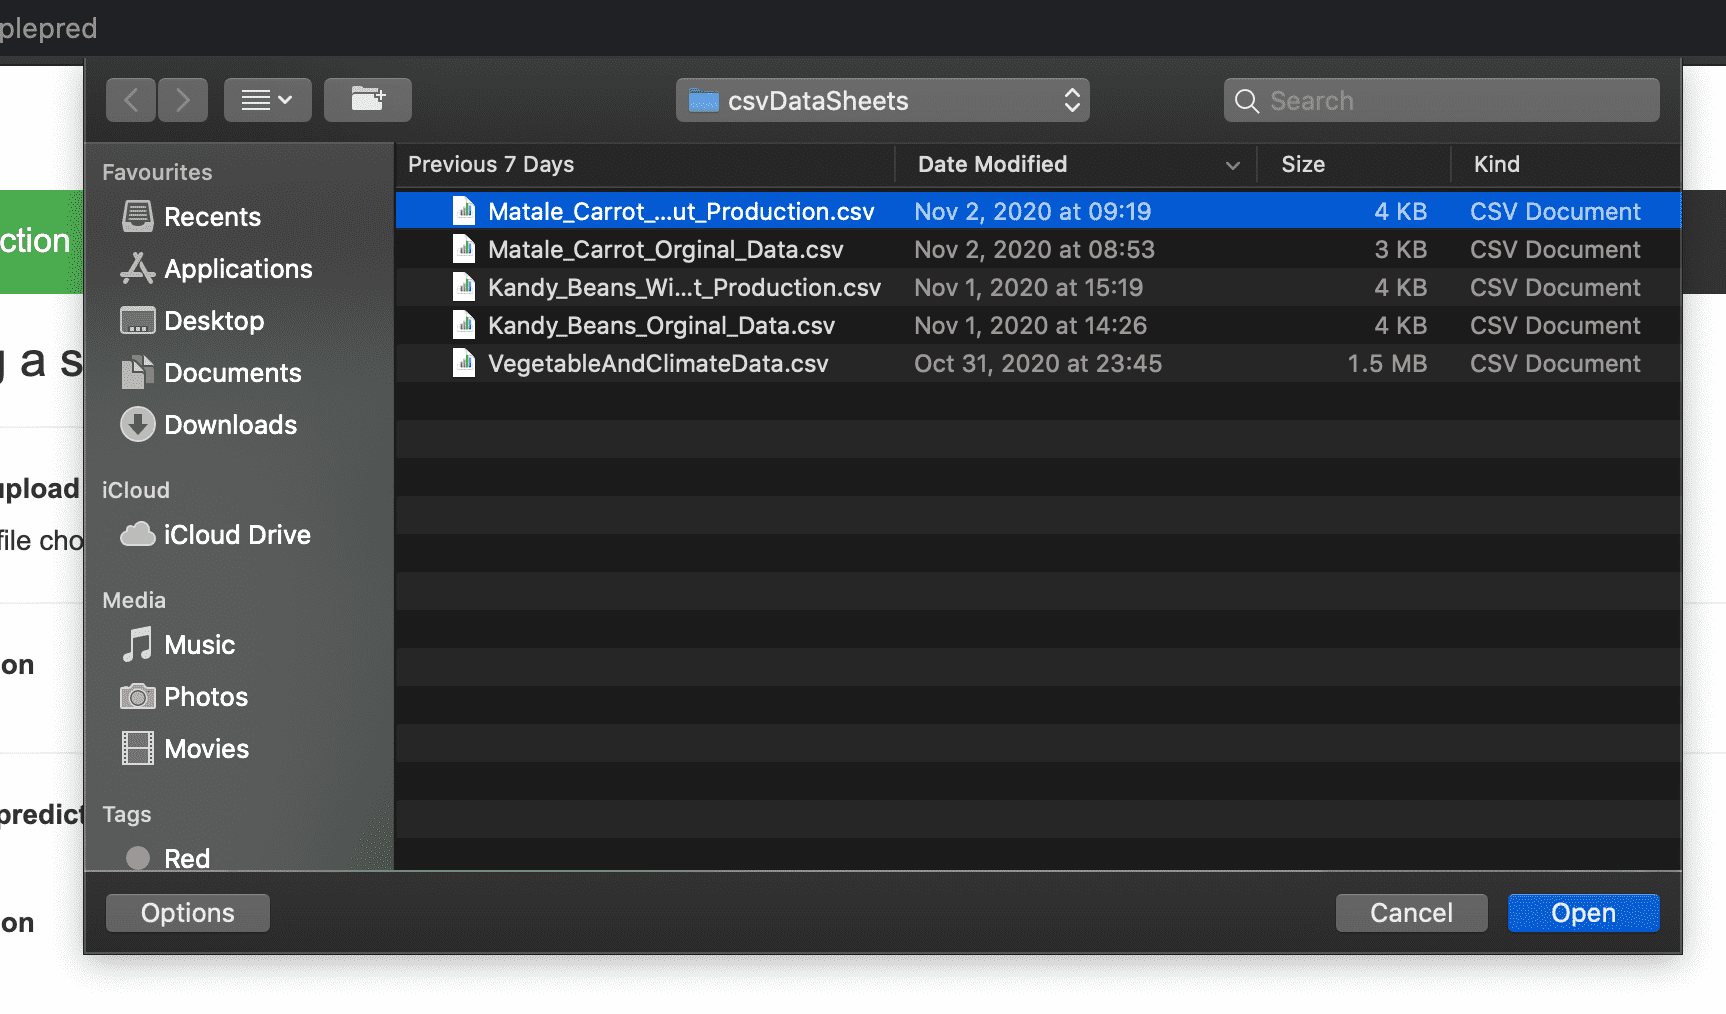 plepred
csvDataSheets
Search
Favourites
Recents
Applications
Desktop
Documents
Downloads
iCloud
iCloud Drive
Media
Music
Photos
Movies
Tags
Red
Previous 7 Days Date Modified Size Kind
Matale_Carrot_...ut_Production.csv Nov 2, 2020 at 09:19 4 KB CSV Document
Matale_Carrot_Orginal_Data.csv Nov 2, 2020 at 08:53 3 KB CSV Document
Kandy_Beans_Wi...t_Production.csv Nov 1, 2020 at 15:19 4 KB CSV Document
Kandy_Beans_Orginal_Data.csv Nov 1, 2020 at 14:26 4 KB CSV Document
VegetableAndClimateData.csv Oct 31, 2020 at 23:45 1.5 MB CSV Document
Options
Cancel
Open
ction
g a s
upload
file cho
on
predict
on